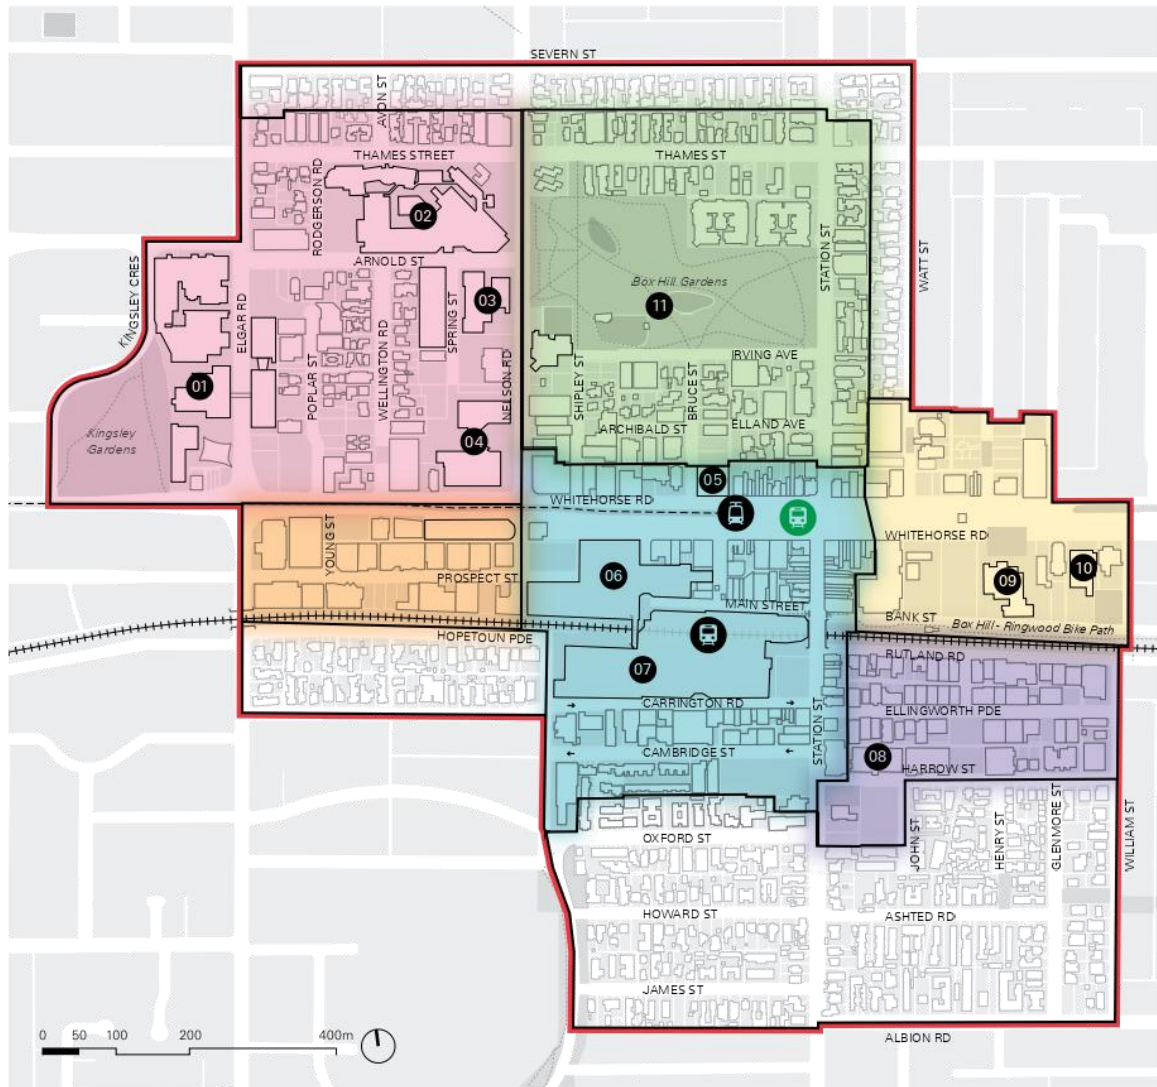 SEVERN ST
AVON ST
THAMES STREET
THAMES ST
RODGERSON RD
02
ARNOLD ST
STATION ST
WATT ST
KINGSLEY CRES
ELGAR RD
Box Hill Gardens
11
03
SPRING ST
01
POPLAR ST
WELLINGTON RD
NELSON RD
SHIPLEY ST
BRUCE ST
IRVING AVE
ELLAND AVE
ARCHIBALD ST
Kingsley
Gardens
04
05
WHITEHORSE RD
WHITEHORSE RD
YOUNG ST
PROSPECT ST
06
09
10
MAIN STREET
BANK ST
Box Hill - Ringwood Bike Path
HOPETOUN PDE
07
RUTLAND RD
CARRINGTON RD
ELLINGWORTH PDE
STATION ST
CAMBRIDGE ST
08
HARROW ST
OXFORD ST
JOHN ST
HENRY ST
GLENMORE ST
WILLIAM ST
HOWARD ST
ASHTED RD
JAMES ST
ALBION RD
0 50 100 200 400m